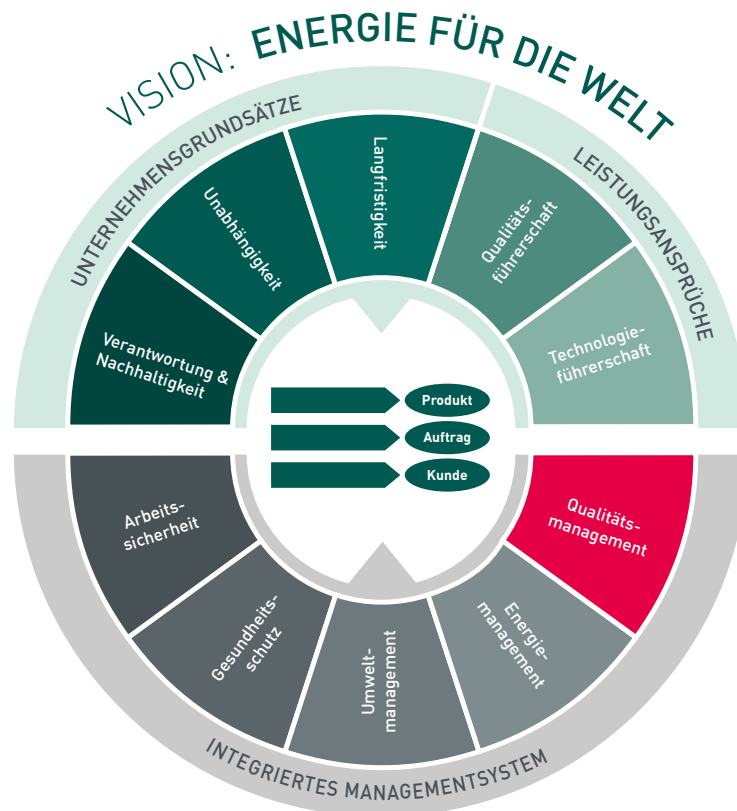 VISION: ENERGIE FÜR DIE WELT
UNTERNEHMENSGRUNDSÄTZE
LEISTUNGSANSPRÜCHE
Verantwortung &
Nachhaltigkeit
Unabhängigkeit
Langfristigkeit
Qualitäts-
führerschaft
Technologie-
führerschaft
Produkt
Auftrag
Kunde
Arbeits-
sicherheit
Gesundheits-
schutz
Umwelt-
management
Energie-
management
Qualitäts-
management
INTEGRIERTES MANAGEMENTSYSTEM